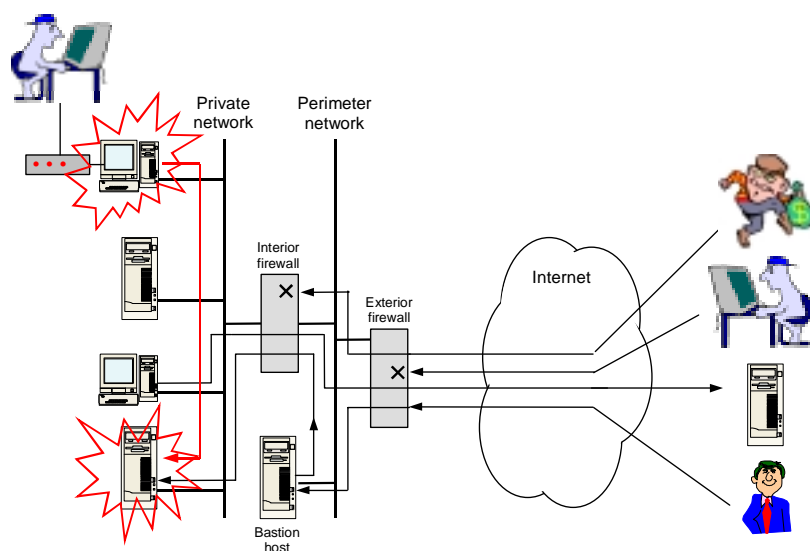 Private
network
Perimeter
network
Interior
firewall
Exterior
firewall
Internet
Bastion
host